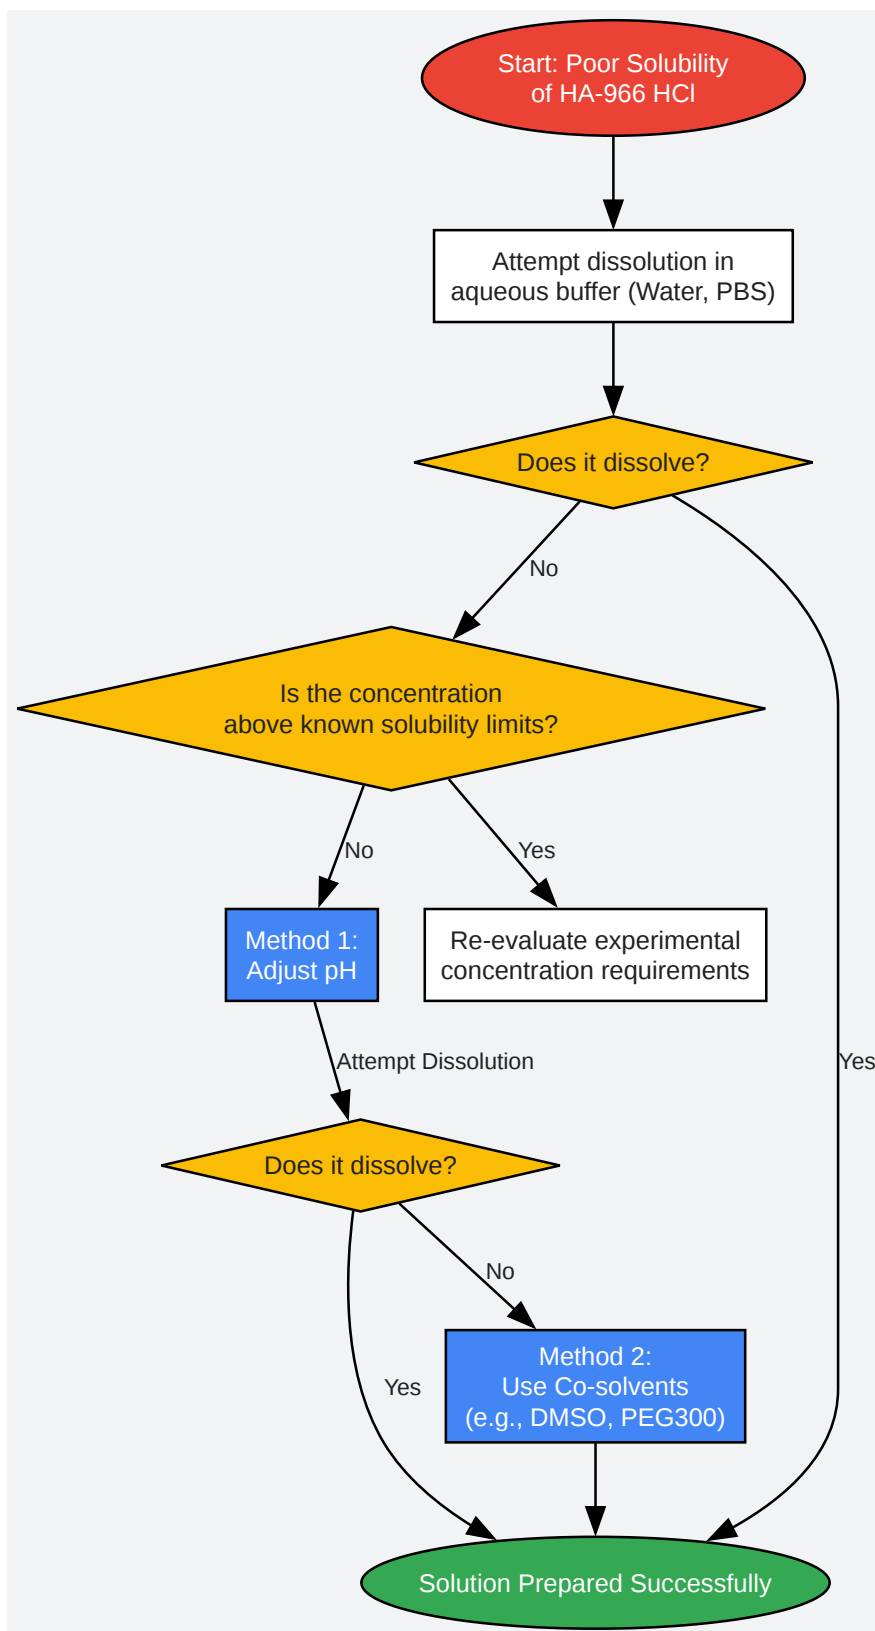 Start: Poor Solubility
of HA-966 HCl
Attempt dissolution in
aqueous buffer (Water, PBS)
Does it dissolve?
No
Is the concentration
above known solubility limits?
No
Yes
Method 1:
Adjust pH
Re-evaluate experimental
concentration requirements
Attempt Dissolution
Yes
Does it dissolve?
No
Yes
Method 2:
Use Co-solvents
(e.g., DMSO, PEG300)
Solution Prepared Successfully